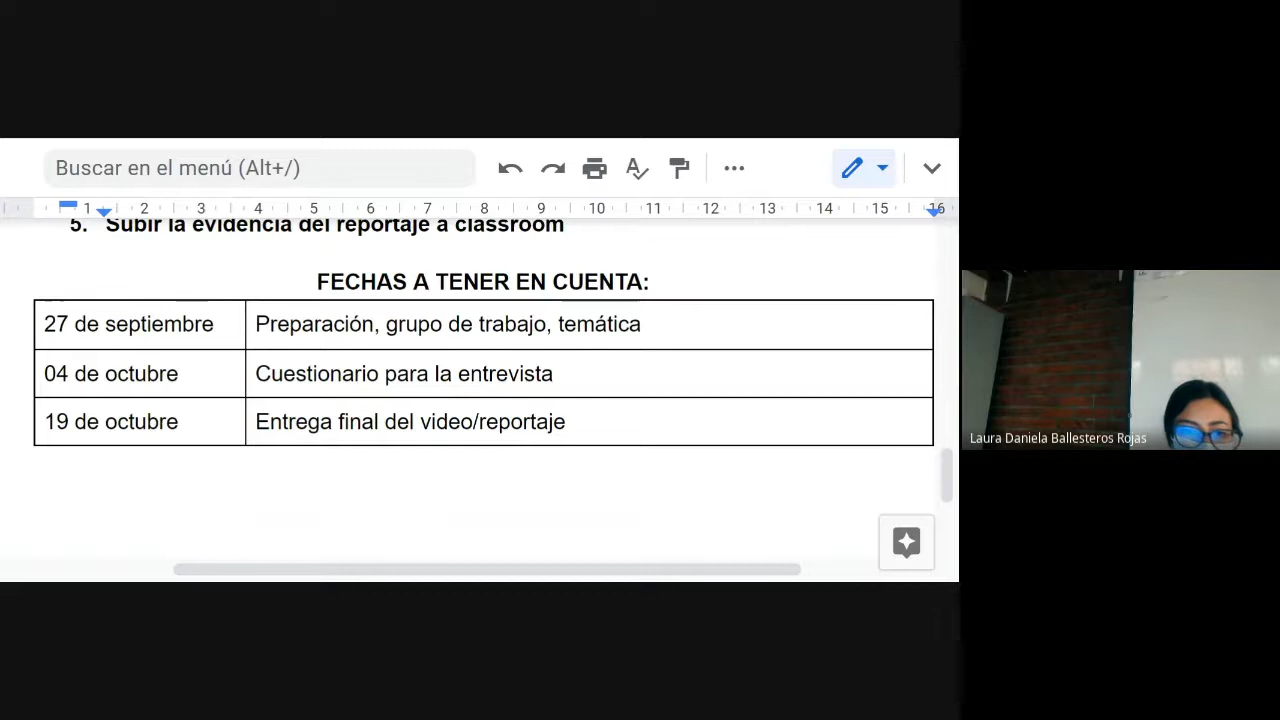 Buscar en el menú (Alt+/)
1 2 3 4 5 6 7 8 9 10 11 12 13 14 15 16
5. Subir la evidencia del reportaje a classroom
FECHAS A TENER EN CUENTA:
27 de septiembre Preparación, grupo de trabajo, temática
04 de octubre Cuestionario para la entrevista
19 de octubre Entrega final del video/reportaje
Laura Daniela Ballesteros Rojas